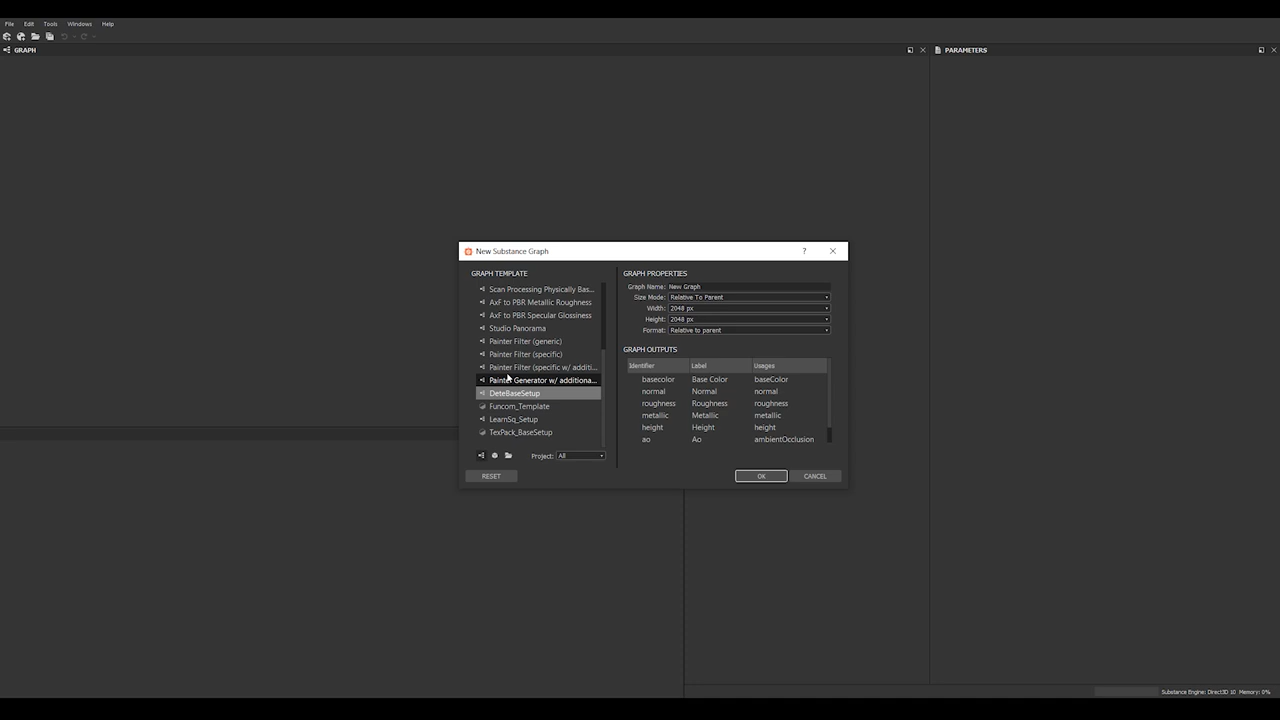 File Edit Tools Windows Help
GRAPH
PARAMETERS
New Substance Graph ?
GRAPH TEMPLATE
Scan Processing Physically Bas...
AxF to PBR Metallic Roughness
AxF to PBR Specular Glossiness
Studio Panorama
Painter Filter (generic)
Painter Filter (specific)
Painter Filter (specific w/ additi...
Painter Generator w/ additiona...
DeteBaseSetup
Funcom_Template
LearnSq_Setup
TexPack_BaseSetup
Project: All
RESET
GRAPH PROPERTIES
Graph Name: New Graph
Size Mode: Relative To Parent
Width: 2048 px
Height: 2048 px
Format: Relative to parent
GRAPH OUTPUTS
Identifier Label Usages
basecolor Base Color baseColor
normal Normal normal
roughness Roughness roughness
metallic Metallic metallic
height Height height
ao Ao ambientOcclusion
OK CANCEL
Substance Engine: Direct3D 10 Memory: 0%